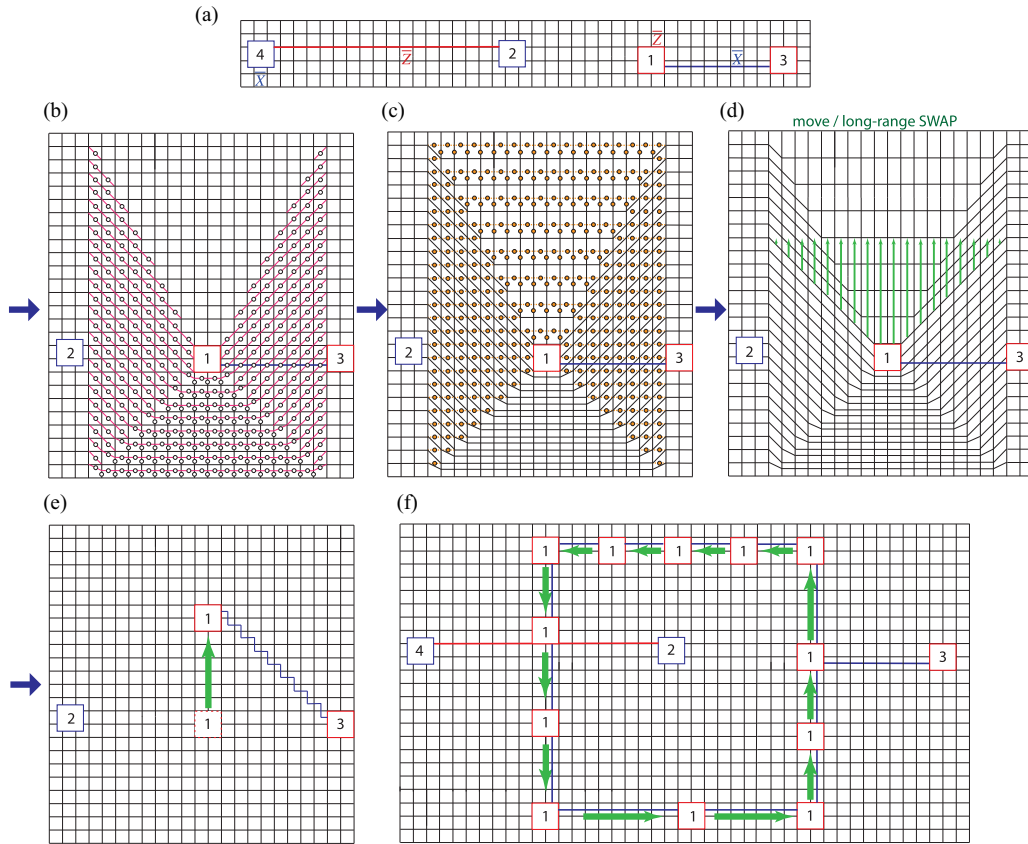 (a)
4 Z̅ 2 Z̅ 1 X̅ 3
X̅
(b) (c) (d)
move / long-range SWAP
2 1 3
2 1 3
2 1 3
(e) (f)
1
2 1 3
1 1 1 1 1
1
4 2 1 3
1 1
1 1 1